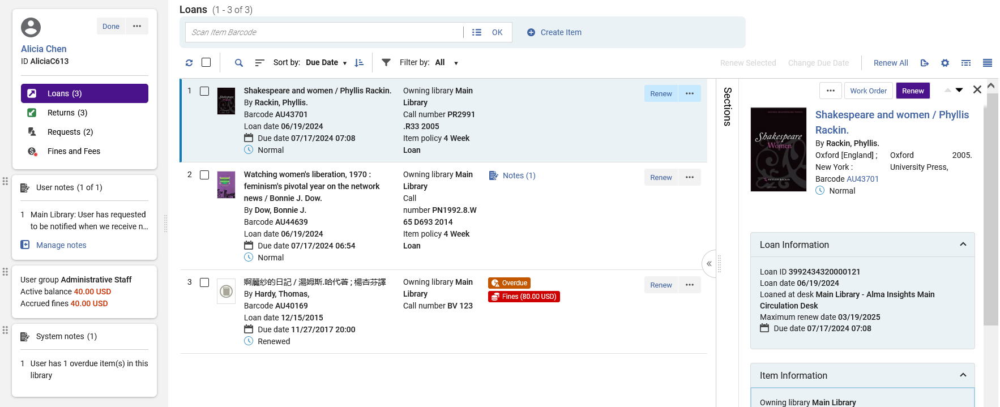 Loans (1 - 3 of 3)
Done
Alicia Chen
ID AliciaC613
Loans (3)
Returns (3)
Requests (2)
Fines and Fees
User notes (1 of 1)
1 Main Library: User has requested
to be notified when we receive n...
Manage notes
User group Administrative Staff
Active balance 40.00 USD
Accrued fines 40.00 USD
System notes (1)
1 User has 1 overdue item(s) in this
library
Scan Item Barcode
OK
Create Item
Sort by: Due Date
Filter by: All
Renew Selected
Change Due Date
Renew All
1
Shakespeare and women / Phyllis Rackin.
By Rackin, Phyllis.
Barcode AU43701
Loan date 06/19/2024
Due date 07/17/2024 07:08
Normal
Owning library Main
Library
Call number PR2991
.R33 2005
Item policy 4 Week
Loan
Renew
2
Watching women's liberation, 1970 :
feminism's pivotal year on the network
news / Bonnie J. Dow.
By Dow, Bonnie J.
Barcode AU44639
Loan date 06/19/2024
Due date 07/17/2024 06:54
Normal
Owning library Main
Library
Call
number PN1992.8.W
65 D693 2014
Item policy 4 Week
Loan
Notes (1)
Renew
3
婀麗紗的日記 / 湯姆斯.哈代著 ; 楊杏芬譯
By Hardy, Thomas,
Barcode AU40169
Loan date 12/15/2015
Due date 11/27/2017 20:00
Renewed
Owning library Main
Library
Call number BV 123
Overdue
Fines (80.00 USD)
Renew
Sections
Work Order
Renew
Shakespeare
Women
PHYLLIS RACKIN
Shakespeare and women / Phyllis
Rackin.
By Rackin, Phyllis.
Oxford [England] ;
New York :
Oxford
University Press,
2005.
Barcode AU43701
Normal
Loan Information
Loan ID 3992434320000121
Loan date 06/19/2024
Loaned at desk Main Library - Alma Insights Main
Circulation Desk
Maximum renew date 03/19/2025
Due date 07/17/2024 07:08
Item Information
Owning library Main Library